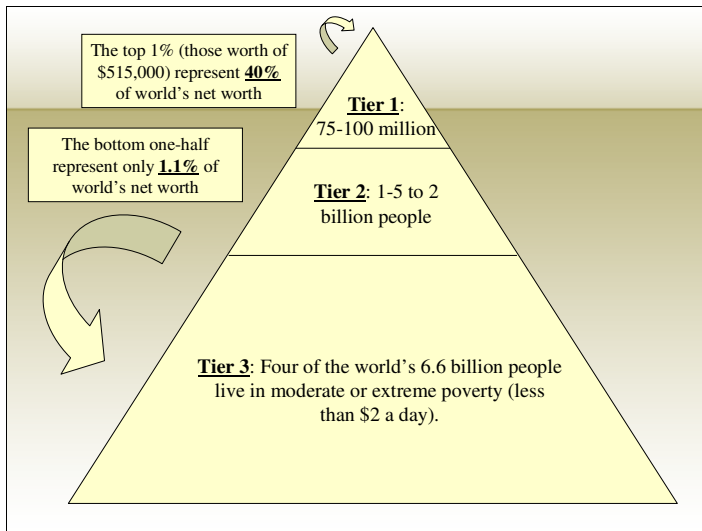 The top 1% (those worth of
$515,000) represent 40%
of world's net worth
Tier 1:
75-100 million
The bottom one-half
represent only 1.1% of
world's net worth
Tier 2: 1-5 to 2
billion people
Tier 3: Four of the world's 6.6 billion people
live in moderate or extreme poverty (less
than $2 a day).